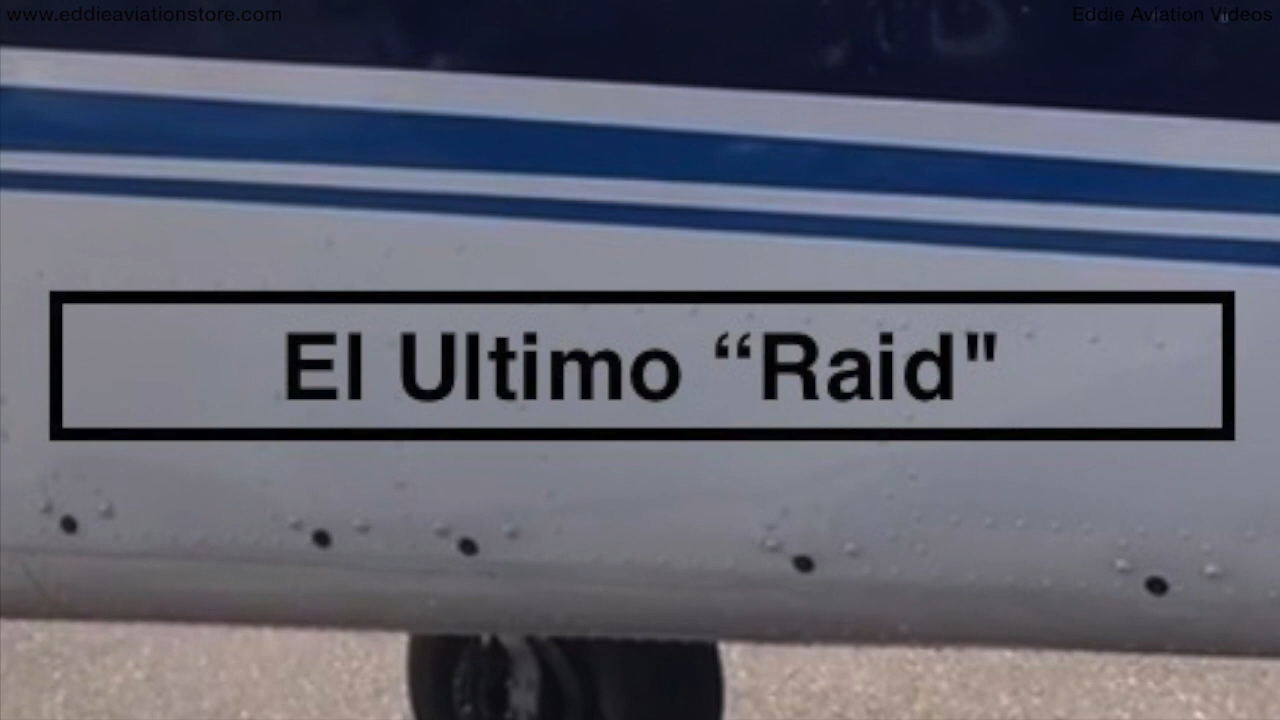 www.eddieaviationstore.com
Eddie Aviation Videos
El Ultimo “Raid"